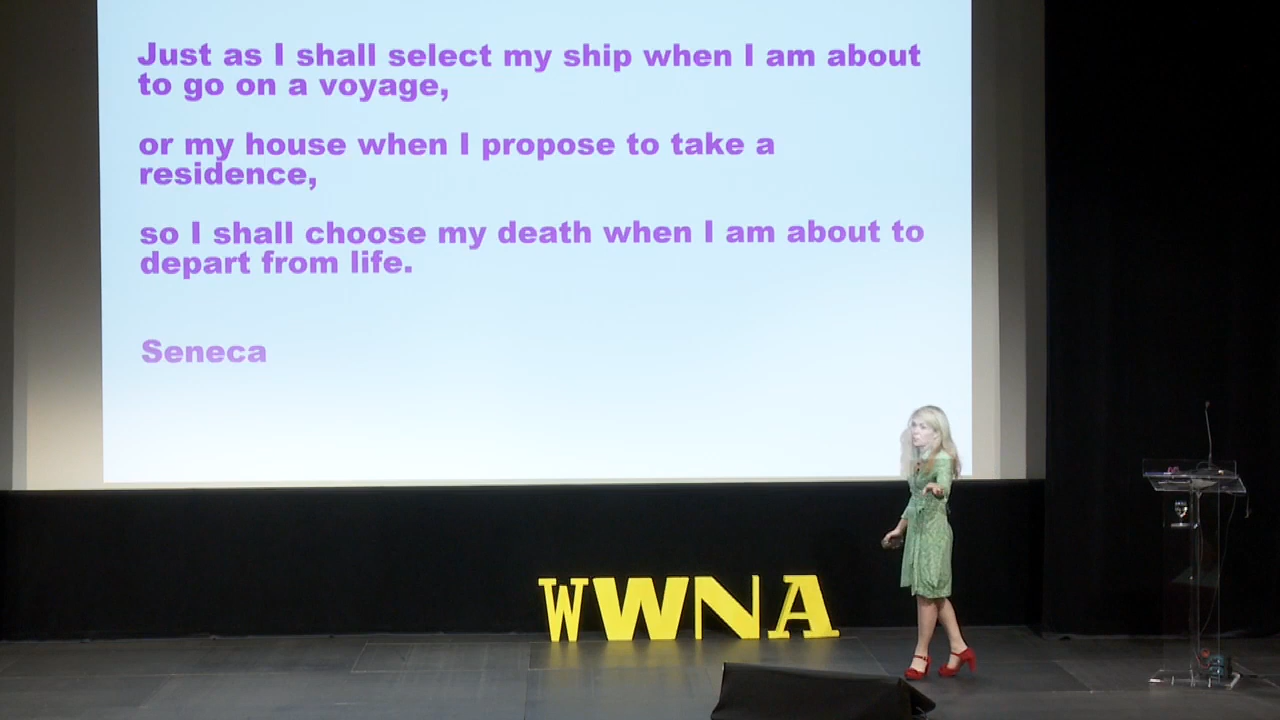 Just as I shall select my ship when I am about
to go on a voyage,
or my house when I propose to take a
residence,
so I shall choose my death when I am about to
depart from life.
Seneca
WWNA